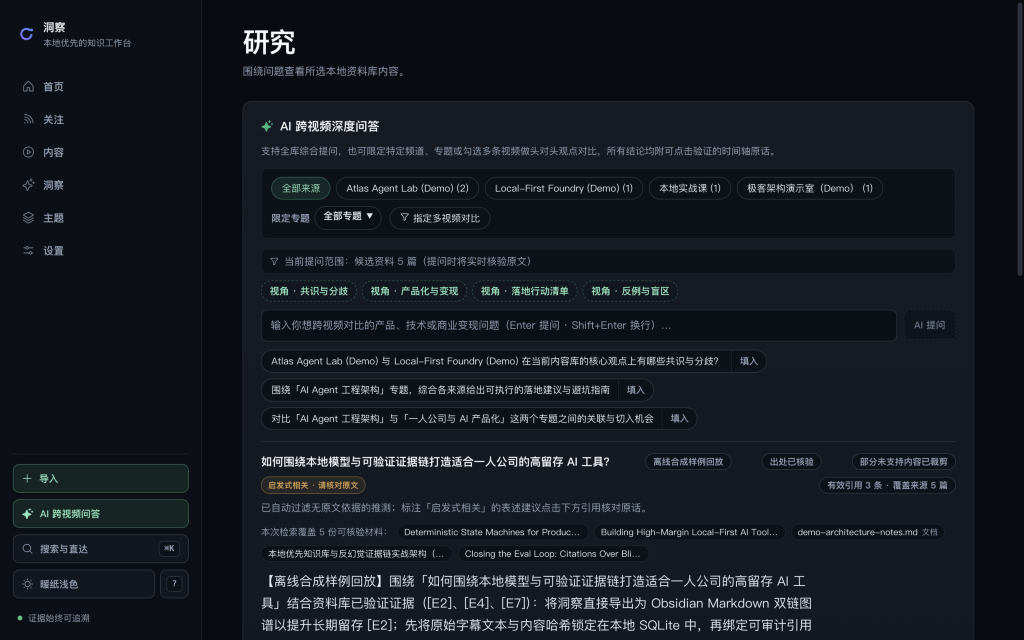 洞察
本地优先的知识工作台
首页
关注
内容
洞察
主题
设置
导入
AI 跨视频问答
搜索与直达
⌘K
暖纸浅色
?
证据始终可追溯
研究
围绕问题查看所选本地资料库内容。
AI 跨视频深度问答
支持全库综合提问，也可限定特定频道、专题或勾选多条视频做头对头观点对比，所有结论均附可点击验证的时间轴原话。
全部来源 Atlas Agent Lab (Demo) (2) Local-First Foundry (Demo) (1) 本地实战课 (1) 极客架构演示室（Demo） (1)
限定专题 全部专题 ▼ 指定多视频对比
当前提问范围：候选资料 5 篇（提问时将实时核验原文）
视角 · 共识与分歧 视角 · 产品化与变现 视角 · 落地行动清单 视角 · 反例与盲区
输入你想跨视频对比的产品、技术或商业变现问题（Enter 提问 · Shift+Enter 换行）...
AI 提问
Atlas Agent Lab (Demo) 与 Local-First Foundry (Demo) 在当前内容库的核心观点上有哪些共识与分歧? 填入
围绕「AI Agent 工程架构」专题，综合各来源给出可执行的落地建议与避坑指南 填入
对比「AI Agent 工程架构」与「一人公司与 AI 产品化」这两个专题之间的关联与切入机会 填入
如何围绕本地模型与可验证证据链打造适合一人公司的高留存 AI 工具? 离线合成样例回放 出处已核验 部分未支持内容已裁剪
启发式相关 · 请核对原文 有效引用 3 条 · 覆盖来源 5 篇
已自动过滤无原文依据的推测；标注「启发式相关」的表述建议点击下方引用核对原话。
本次检索覆盖 5 份可核验材料： Deterministic State Machines for Produc... Building High-Margin Local-First AI Tool... demo-architecture-notes.md 文档
本地优先知识库与反幻觉证据链实战架构（... Closing the Eval Loop: Citations Over Bli...
【离线合成样例回放】围绕「如何围绕本地模型与可验证证据链打造适合一人公司的高留存 AI 工
具」结合资料库已验证证据（[E2]、[E4]、[E7]）：将洞察直接导出为 Obsidian Markdown 双链图
谱以提升长期留存 [E2]；先将原始字幕文本与内容哈希锁定在本地 SQLite 中，再绑定可审计引用